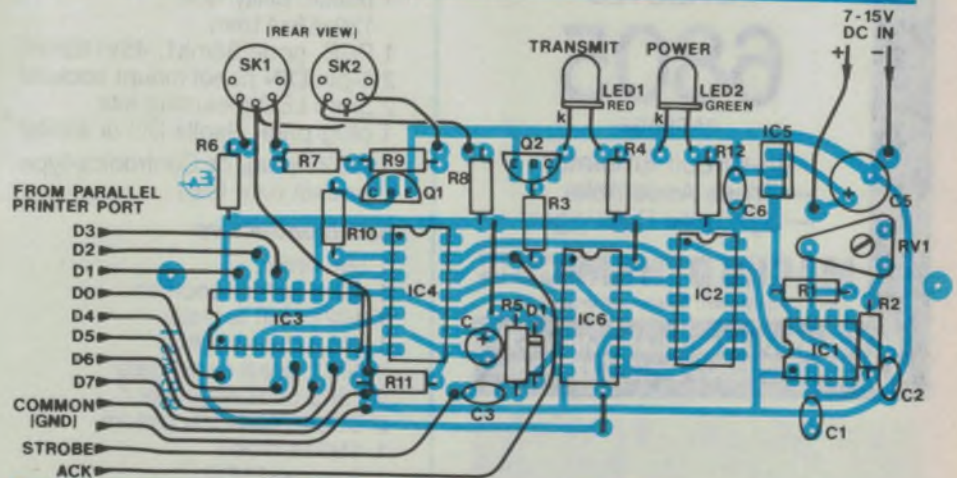 (REAR VIEW)
SK1
SK2
TRANSMIT
POWER
7-15V
DC IN
+
-
LED1
RED
LED2
GREEN
k
k
R6
R7
R9
Q2
R4
R12
IC5
e c b
Q1
R8
R3
C6
+
C5
FROM PARALLEL
PRINTER PORT
R10
RV1
D3
D2
D1
D0
D4
D5
D6
D7
COMMON
(GND)
STROBE
ACK
IC3
IC4
C
+
R5
D1
IC6
IC2
R1
R2
IC1
R11
C3
C1
C2